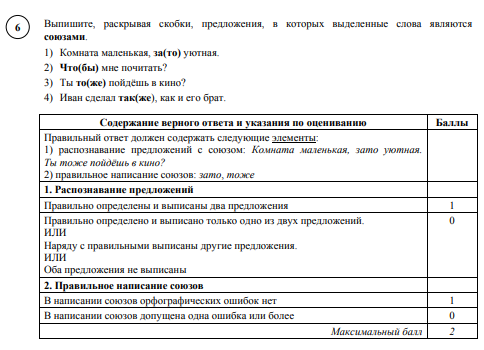 6
Выпишите, раскрывая скобки, предложения, в которых выделенные слова являются
союзами.
1) Комната маленькая, за(то) уютная.
2) Что(бы) мне почитать?
3) Ты то(же) пойдёшь в кино?
4) Иван сделал так(же), как и его брат.
Содержание верного ответа и указания по оцениванию Баллы
Правильный ответ должен содержать следующие элементы:
1) распознавание предложений с союзом: Комната маленькая, зато уютная.
Ты тоже пойдёшь в кино?
2) правильное написание союзов: зато, тоже
1. Распознавание предложений
Правильно определены и выписаны два предложения 1
Правильно определено и выписано только одно из двух предложений. 0
ИЛИ
Наряду с правильными выписаны другие предложения.
ИЛИ
Оба предложения не выписаны
2. Правильное написание союзов
В написании союзов орфографических ошибок нет 1
В написании союзов допущена одна ошибка или более 0
Максимальный балл 2